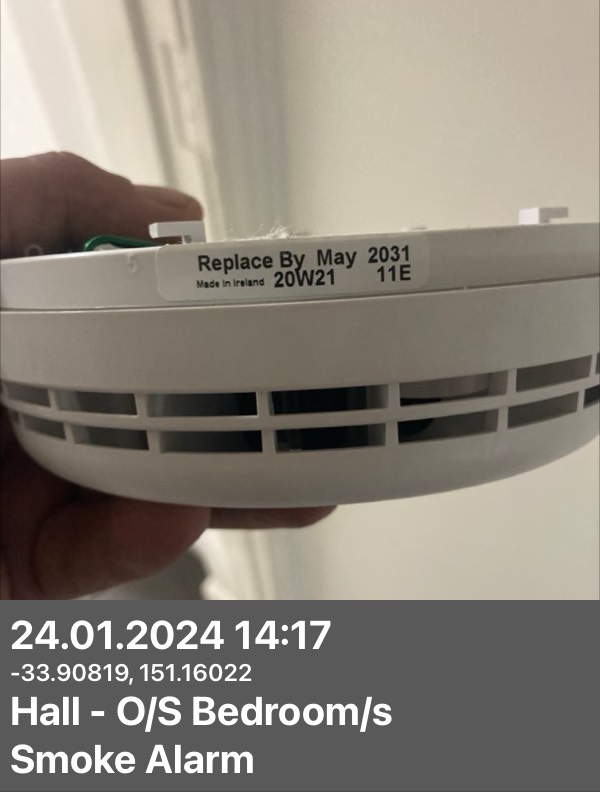 Replace By May 2031
Made in Ireland 20W21 11E
24.01.2024 14:17
-33.90819, 151.16022
Hall - O/S Bedroom/s
Smoke Alarm